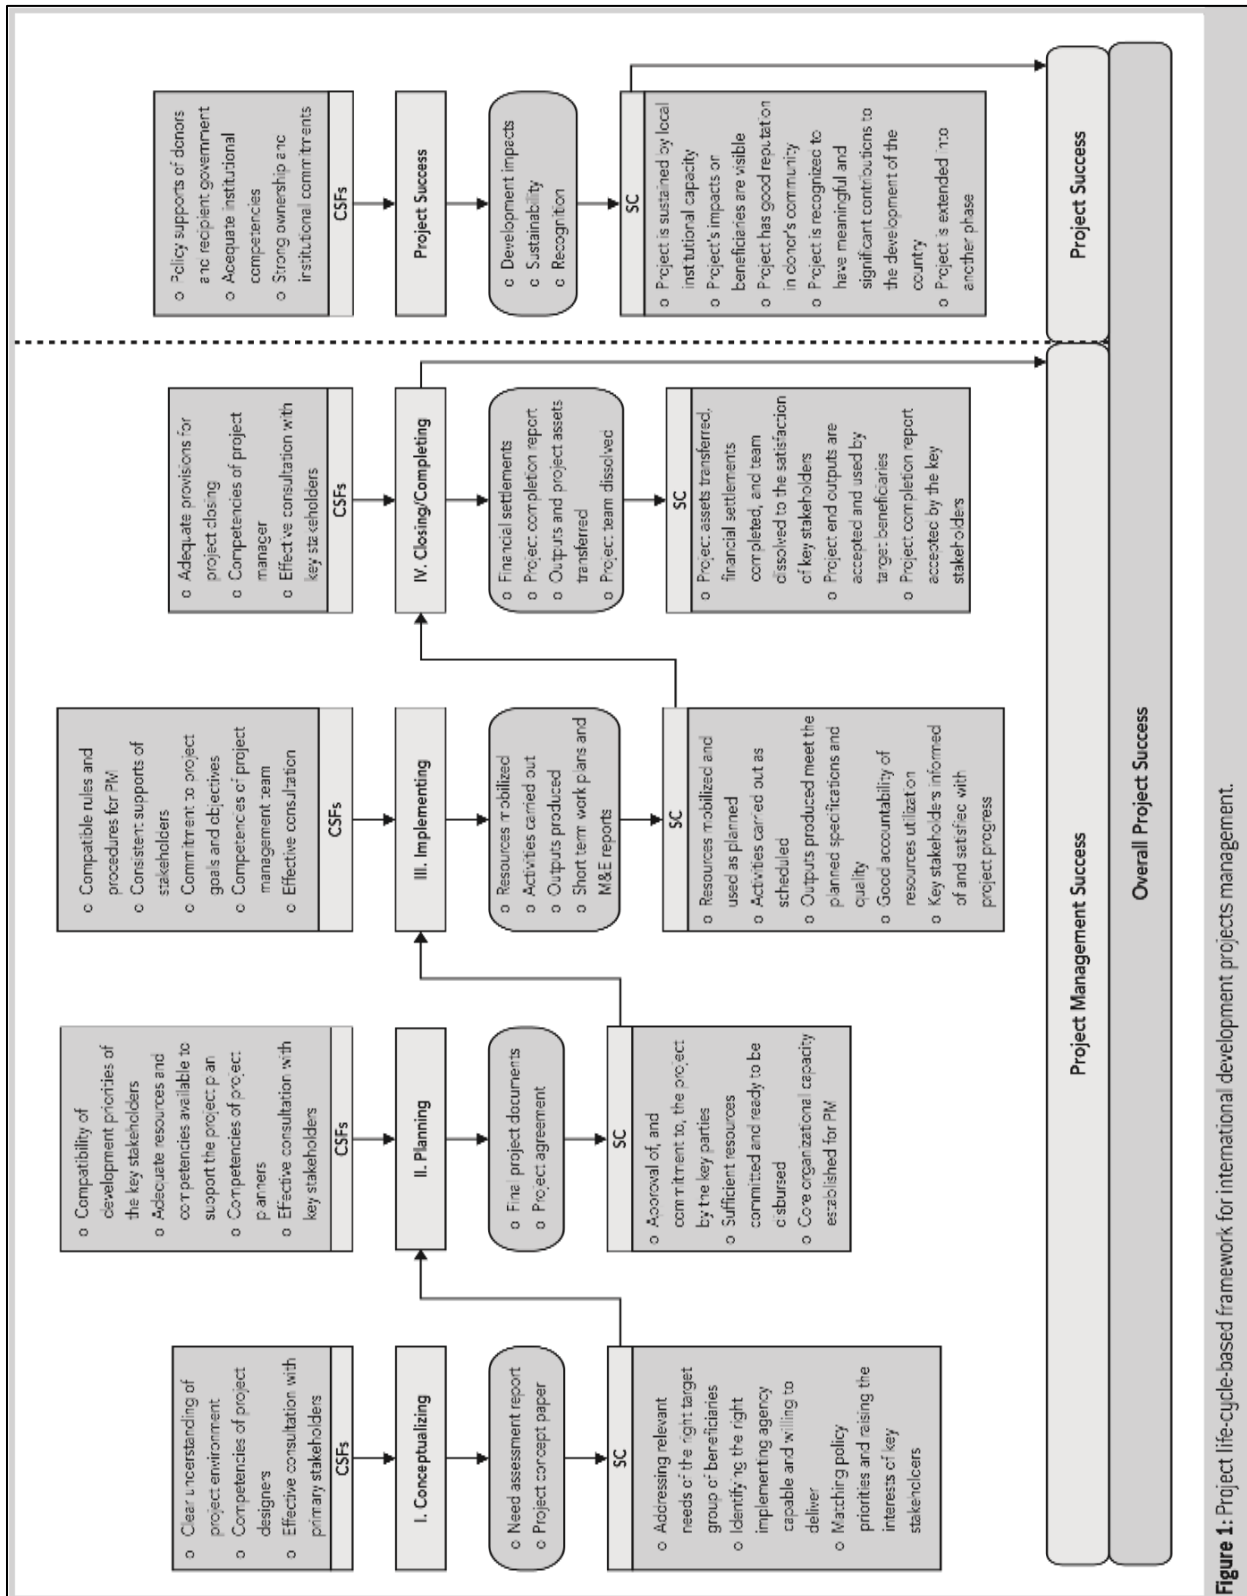 Clear understanding of
project environment
Competencies of project
designers
Effective consultation with
primary stakeholders
CSFs
I. Conceptualizing
Need assessment report
Project concept paper
SC
Addressing relevant
needs of the right target
group of beneficiaries
Identifying the right
implementing agency
capable and willing to
deliver
Matching policy
priorities and raising the
interests of key
stakeholders
Compatibility of
development priorities of
the key stakeholders
Adequate resources and
competencies available to
support the project plan
Competencies of project
planners
Effective consultation with
key stakeholders
CSFs
II. Planning
Final project documents
Project agreement
SC
Approval of, and
commitment to, the project
by the key parties
Sufficient resources
committed and ready to be
disbursed
Core organizational capacity
established for PM
Compatible rules and
procedures for PM
Consistent supports of
stakeholders
Commitment to project
goals and objectives
Competencies of project
management team
Effective consultation
CSFs
III. Implementing
Resources mobilized
Activities carried out
Outputs produced
Short term work plans and
M&E reports
SC
Resources mobilized and
used as planned
Activities carried out as
scheduled
Outputs produced meet the
planned specifications and
quality
Good accountability of
resources utilization
Key stakeholders informed
of and satisfied with
project progress
Adequate provisions for
project closing
Competencies of project
manager
Effective consultation with
key stakeholders
CSFs
IV. Closing/Completing
Financial settlements
Project completion report
Outputs and project assets
transferred
Project team dissolved
SC
Project assets transferred,
financial settlements
completed, and team
dissolved to the satisfaction
of key stakeholders
Project end outputs are
accepted and used by
target beneficiaries
Project completion report
accepted by the key
stakeholders
Policy supports of donors
and recipient government
Adequate institutional
competencies
Strong ownership and
institutional commitments
CSFs
Project Success
Development impacts
Sustainability
Recognition
SC
Project is sustained by local
institutional capacity
Project's impacts on
beneficiaries are visible
Project has good reputation
in donor's community
Project is recognized to
have meaningful and
significant contributions to
the development of the
country
Project is extended into
another phase
Project Management Success
Project Success
Overall Project Success
Figure 1: Project life-cycle-based framework for international development projects management.